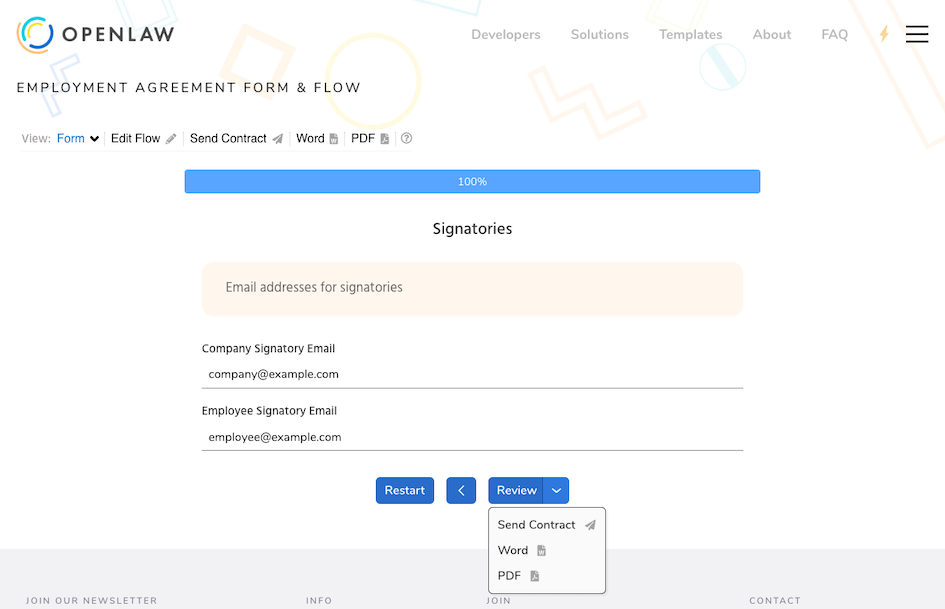 OPENLAW
Developers Solutions Templates About FAQ
EMPLOYMENT AGREEMENT FORM & FLOW
View: Form Edit Flow Send Contract Word PDF ?
100%
Signatories
Email addresses for signatories
Company Signatory Email
company@example.com
Employee Signatory Email
employee@example.com
Restart < Review
Send Contract
Word
PDF
JOIN OUR NEWSLETTER INFO JOIN CONTACT